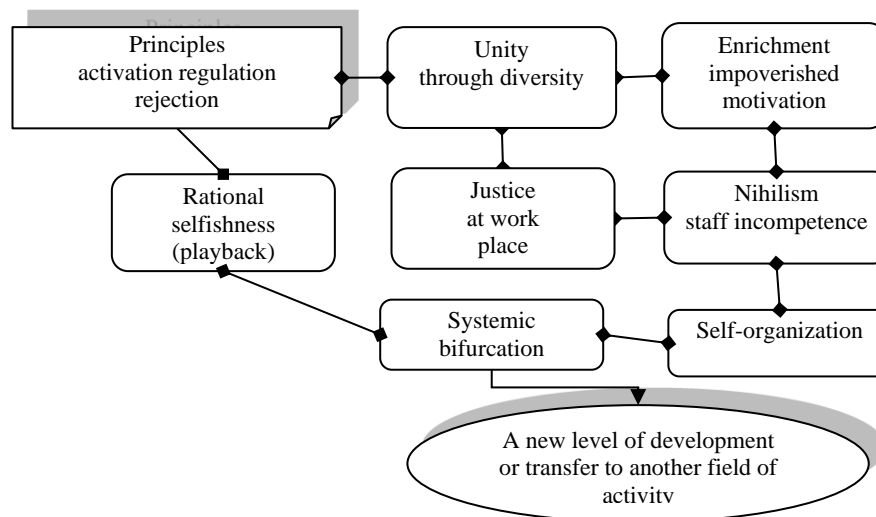 Principles
Principles
activation regulation
rejection
Unity
through diversity
Enrichment
impoverished
motivation
Rational
selfishness
(playback)
Justice
at work
place
Nihilism
staff incompetence
Systemic
bifurcation
Self-organization
A new level of development
or transfer to another field of
activity